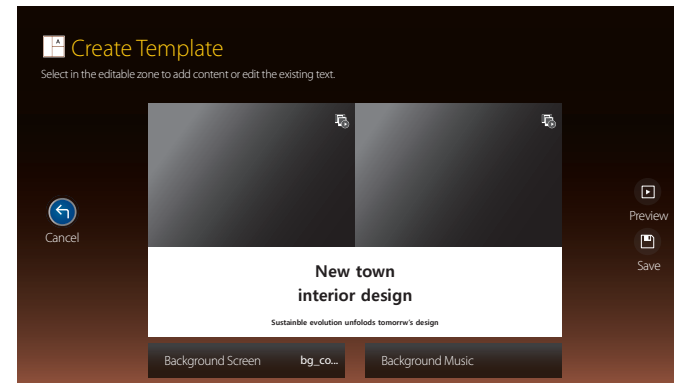 A
Create Template
Select in the editable zone to add content or edit the existing text.
Cancel
New town
interior design
Sustainble evolution unfolods tomorrw's design
Preview
Save
Background Screen bg_co...
Background Music